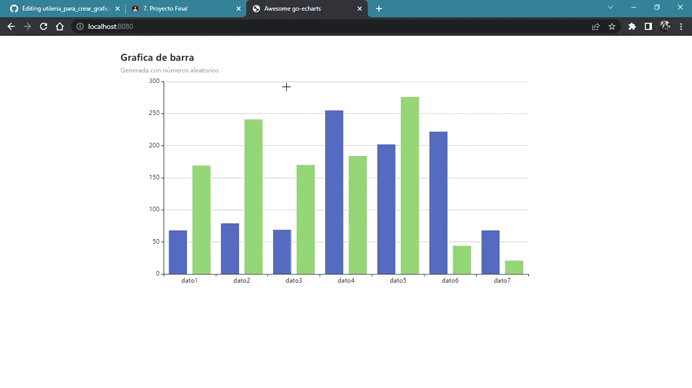 Editing utileria_para_crear_grafic
7. Proyecto Final
Awesome go-echarts
localhost:8080
Grafica de barra
Generada con números aleatorios
300
250
200
150
100
50
0
dato1 dato2 dato3 dato4 dato5 dato6 dato7